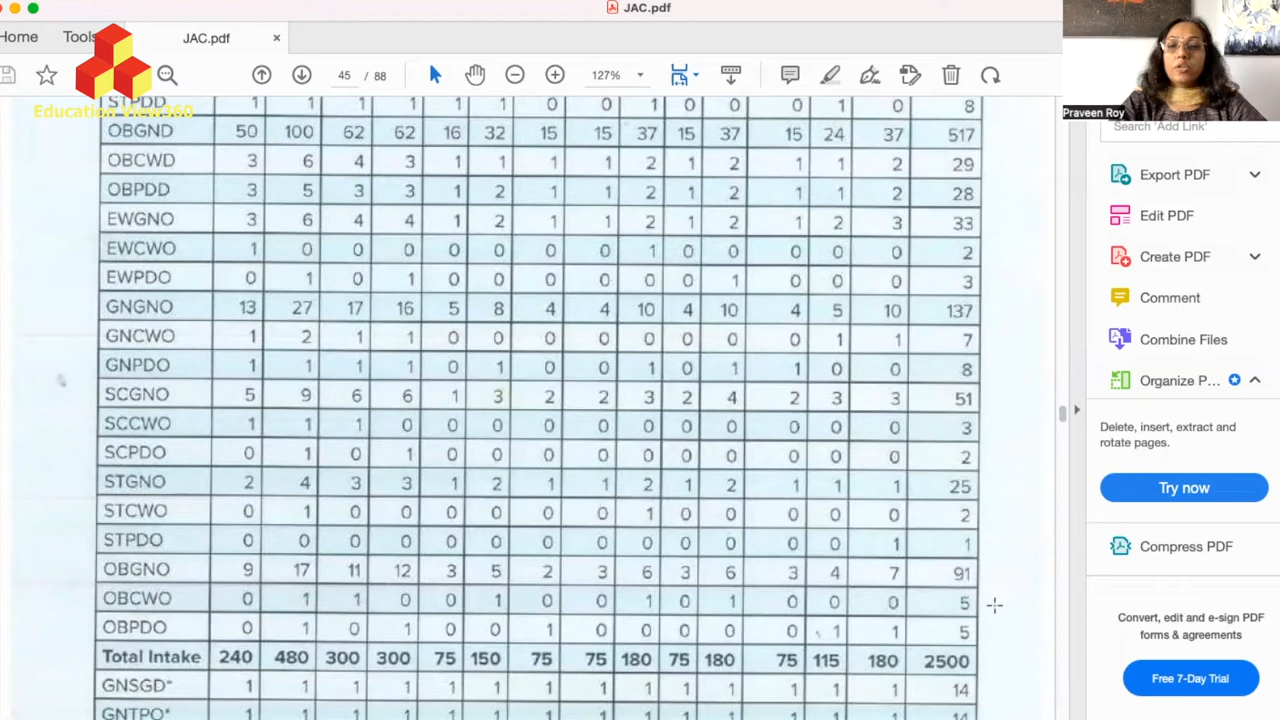 JAC.pdf
Home
Tools
JAC.pdf
×
45 / 88
127%
Education View360
Praveen Roy
Search 'Add Link'
STPDD 1 1 1 1 1 1 0 0 1 0 0 0 1 0 8
OBGND 50 100 62 62 16 32 15 15 37 15 37 15 24 37 517
OBCWD 3 6 4 3 1 1 1 1 2 1 2 1 1 2 29
OBPDD 3 5 3 3 1 2 1 1 2 1 2 1 1 2 28
EWGNO 3 6 4 4 1 2 1 1 2 1 2 1 2 3 33
EWCWO 1 0 0 0 0 0 0 0 1 0 0 0 0 0 2
EWPDO 0 1 0 1 0 0 0 0 0 0 1 0 0 0 3
GNGNO 13 27 17 16 5 8 4 4 10 4 10 4 5 10 137
GNCWO 1 2 1 1 0 0 0 0 0 0 0 0 1 1 7
GNPDO 1 1 1 1 0 1 0 0 1 0 1 1 0 0 8
SCGNO 5 9 6 6 1 3 2 2 3 2 4 2 3 3 51
SCCWO 1 1 1 0 0 0 0 0 0 0 0 0 0 0 3
SCPDO 0 1 0 1 0 0 0 0 0 0 0 0 0 0 2
STGNO 2 4 3 3 1 2 1 1 2 1 2 1 1 1 25
STCWO 0 1 0 0 0 0 0 0 1 0 0 0 0 0 2
STPDO 0 0 0 0 0 0 0 0 0 0 0 0 0 1 1
OBGNO 9 17 11 12 3 5 2 3 6 3 6 3 4 7 91
OBCWO 0 1 1 0 0 1 0 0 1 0 1 0 0 0 5
OBPDO 0 1 0 1 0 0 1 0 0 0 0 0 1 1 5
Total Intake 240 480 300 300 75 150 75 75 180 75 180 75 115 180 2500
GNSGD* 1 1 1 1 1 1 1 1 1 1 1 1 1 1 14
GNTPO* 1 1 1 1 1 1 1 1 1 1 1 1 1 1 14
Export PDF
Edit PDF
Create PDF
Comment
Combine Files
Organize P...
Delete, insert, extract and
rotate pages.
Try now
Compress PDF
Convert, edit and e-sign PDF
forms & agreements
Free 7-Day Trial